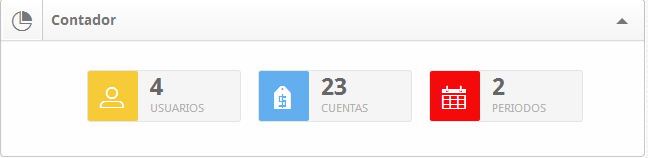 Contador
4
USUARIOS
23
CUENTAS
2
PERIODOS